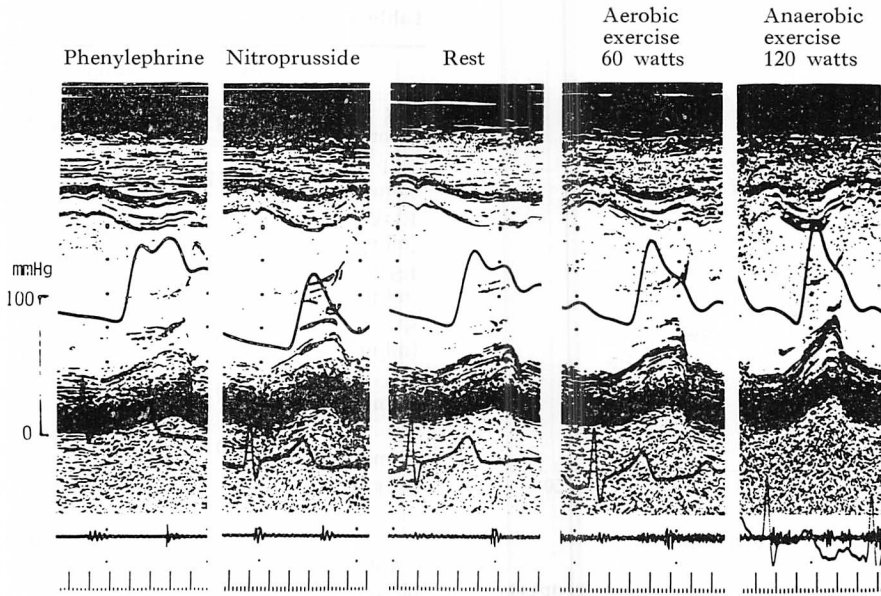 Phenylephrine
Nitroprusside
Rest
Aerobic
exercise
60 watts
Anaerobic
exercise
120 watts
mmHg
100
0